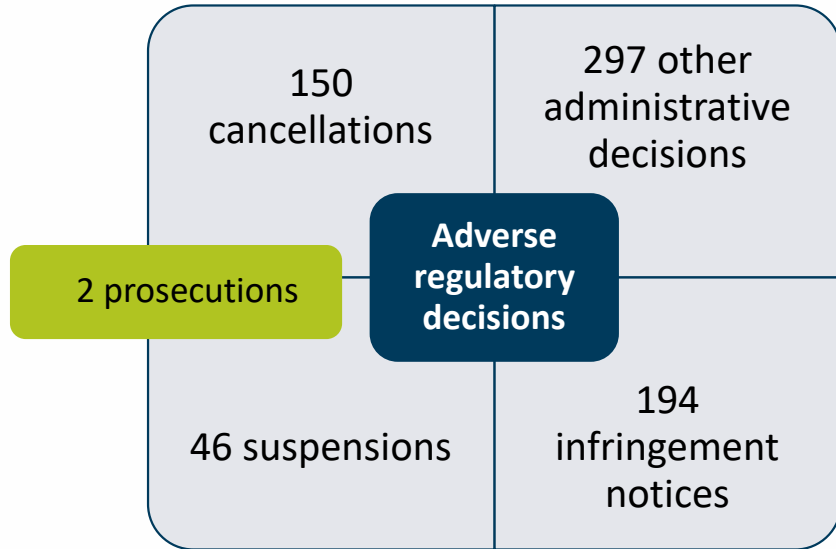 150
cancellations
297 other
administrative
decisions
Adverse
regulatory
decisions
2 prosecutions
46 suspensions
194
infringement
notices